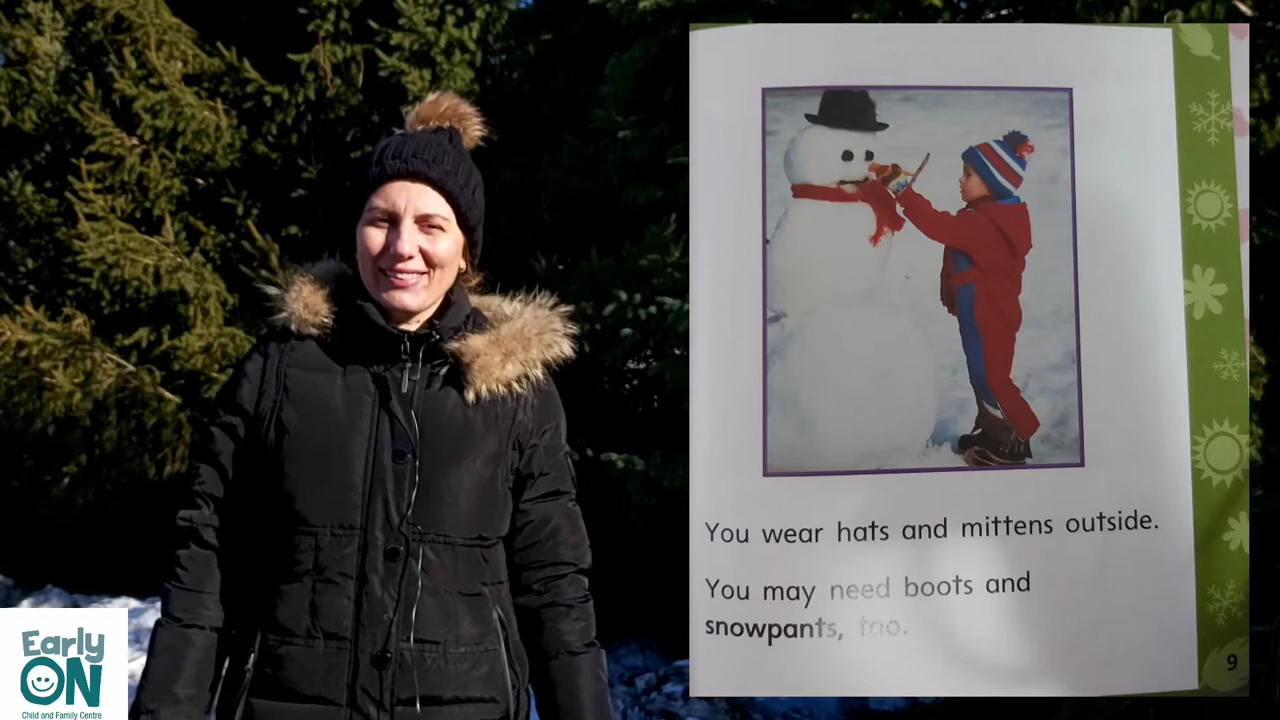 You wear hats and mittens outside.
You may need boots and
snowpants, too.
9
Early
ON
Child and Family Centre